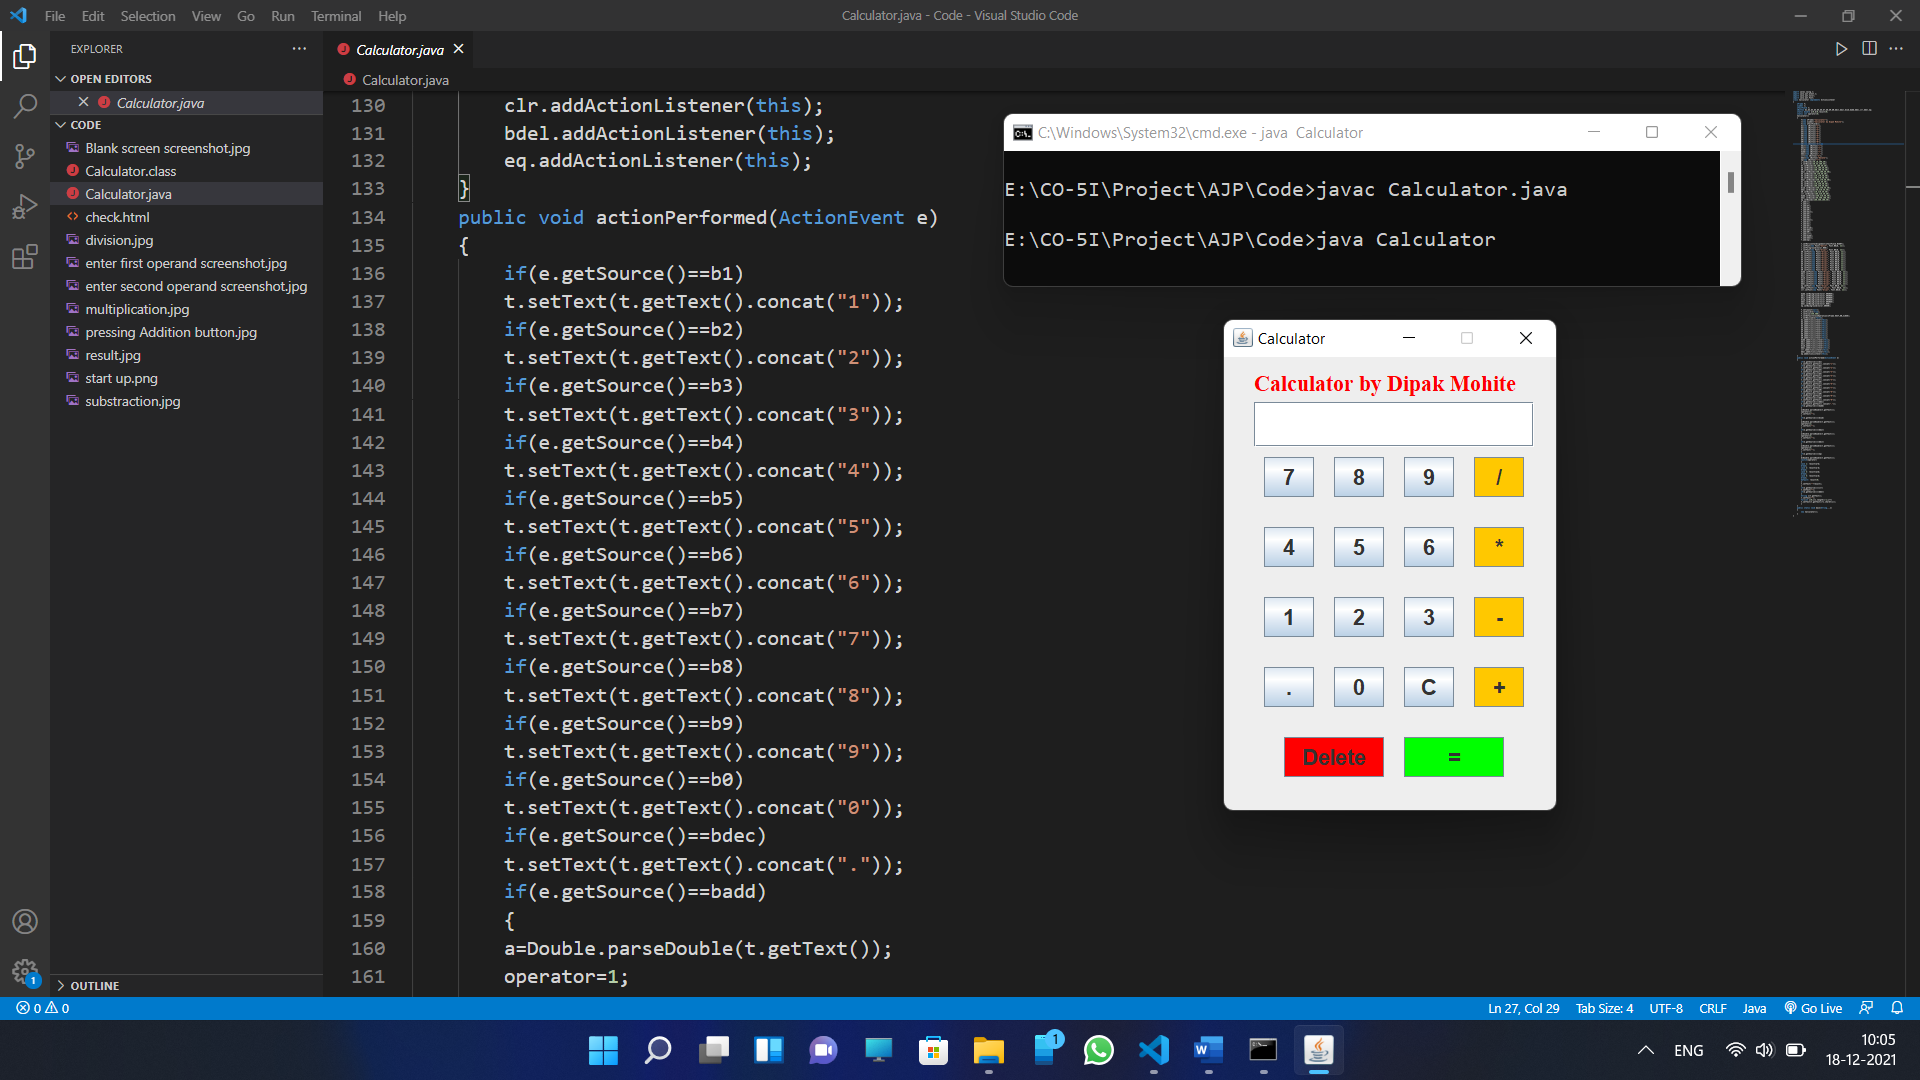 File Edit Selection View Go Run Terminal Help
Calculator.java - Code - Visual Studio Code
EXPLORER
OPEN EDITORS
Calculator.java
CODE
Blank screen screenshot.jpg
Calculator.class
Calculator.java
check.html
division.jpg
enter first operand screenshot.jpg
enter second operand screenshot.jpg
multiplication.jpg
pressing Addition button.jpg
result.jpg
start up.png
substraction.jpg
OUTLINE
Calculator.java
Calculator.java
130 clr.addActionListener(this);
131 bdel.addActionListener(this);
132 eq.addActionListener(this);
133 }
134 public void actionPerformed(ActionEvent e)
135 {
136 if(e.getSource()==b1)
137 t.setText(t.getText().concat("1"));
138 if(e.getSource()==b2)
139 t.setText(t.getText().concat("2"));
140 if(e.getSource()==b3)
141 t.setText(t.getText().concat("3"));
142 if(e.getSource()==b4)
143 t.setText(t.getText().concat("4"));
144 if(e.getSource()==b5)
145 t.setText(t.getText().concat("5"));
146 if(e.getSource()==b6)
147 t.setText(t.getText().concat("6"));
148 if(e.getSource()==b7)
149 t.setText(t.getText().concat("7"));
150 if(e.getSource()==b8)
151 t.setText(t.getText().concat("8"));
152 if(e.getSource()==b9)
153 t.setText(t.getText().concat("9"));
154 if(e.getSource()==b0)
155 t.setText(t.getText().concat("0"));
156 if(e.getSource()==bdec)
157 t.setText(t.getText().concat("."));
158 if(e.getSource()==badd)
159 {
160 a=Double.parseDouble(t.getText());
161 operator=1;
C:\Windows\System32\cmd.exe - java  Calculator
E:\CO-5I\Project\AJP\Code>javac Calculator.java
E:\CO-5I\Project\AJP\Code>java Calculator
Calculator
Calculator by Dipak Mohite
7 8 9 /
4 5 6 *
1 2 3 -
. 0 C +
Delete =
1
0 0
Ln 27, Col 29 Tab Size: 4 UTF-8 CRLF Java Go Live
1
ENG
10:05
18-12-2021